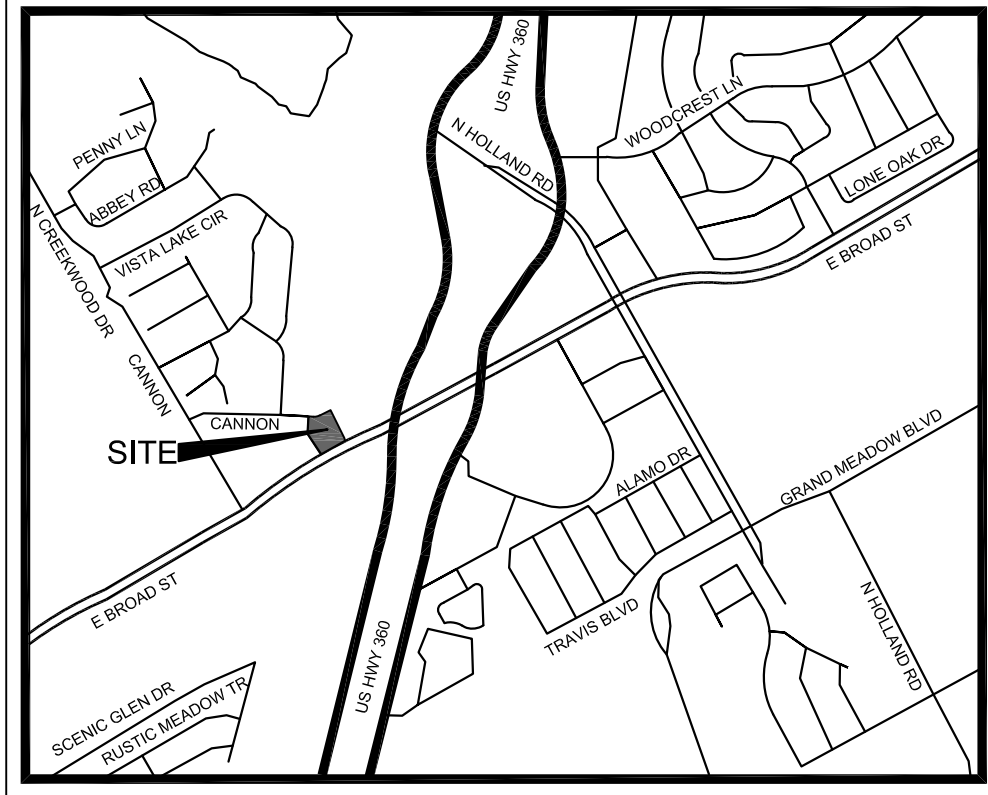 US HWY 360
N HOLLAND RD
WOODCREST LN
PENNY LN
LONE OAK DR
ABBEY RD
N CREEKWOOD DR
VISTA LAKE CIR
E BROAD ST
CANNON
CANNON
SITE
GRAND MEADOW BLVD
ALAMO DR
E BROAD ST
TRAVIS BLVD
N HOLLAND RD
US HWY 360
SCENIC GLEN DR
RUSTIC MEADOW TR